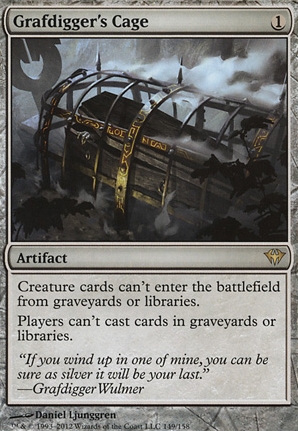 Grafdigger's Cage 1
Artifact
Creature cards can't enter the battlefield
from graveyards or libraries.
Players can't cast cards in graveyards or
libraries.
"If you wind up in one of mine, you can be
sure as silver it will be your last."
—Grafdigger Wulmer
Daniel Ljunggren
™ & © 1993–2012 Wizards of the Coast LLC 149/158